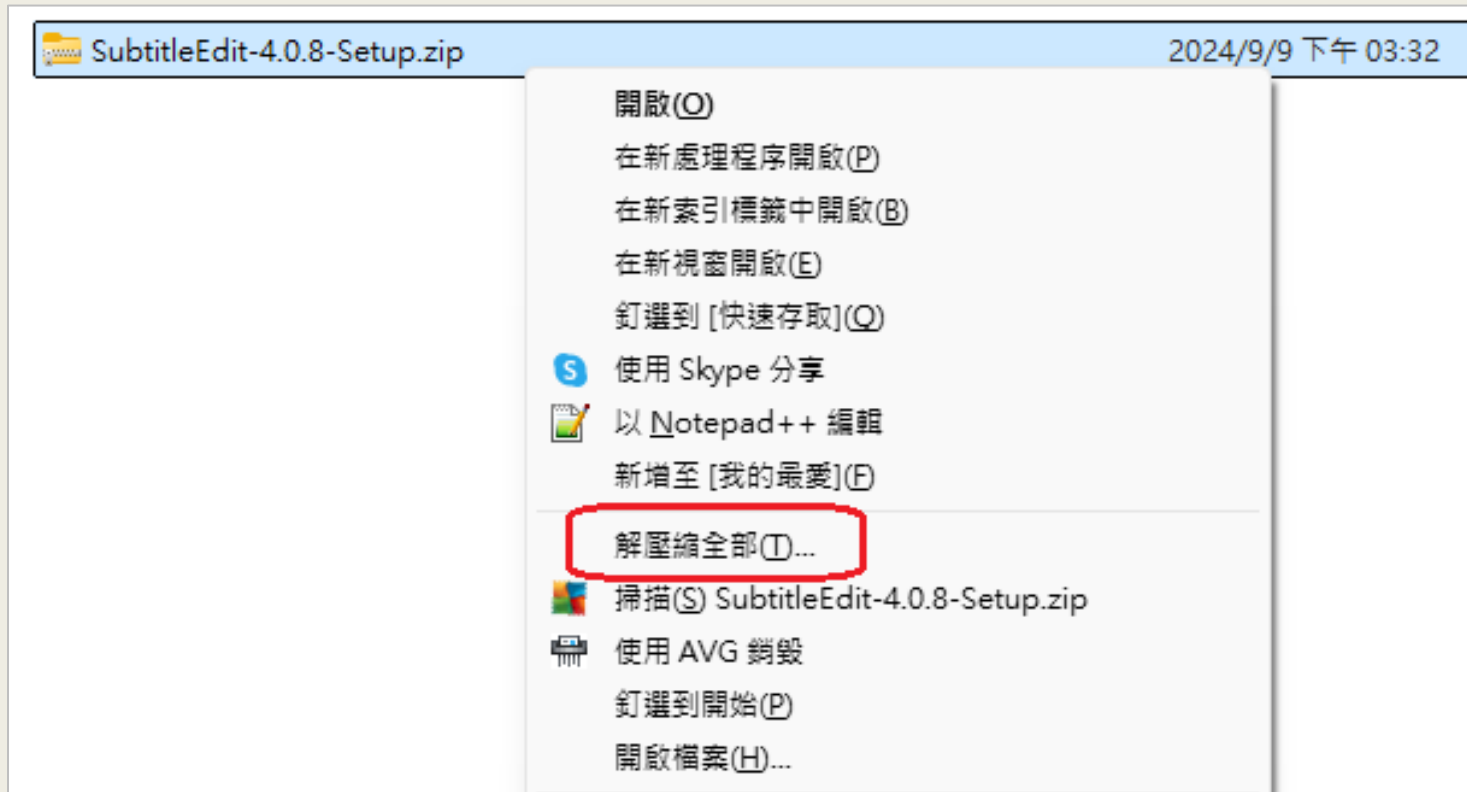 SubtitleEdit-4.0.8-Setup.zip 2024/9/9 下午 03:32
開啟(O)
在新處理程序開啟(P)
在新索引標籤中開啟(B)
在新視窗開啟(E)
釘選到 [快速存取](Q)
使用 Skype 分享
以 Notepad++ 編輯
新增至 [我的最愛](F)
解壓縮全部(T)...
掃描(S) SubtitleEdit-4.0.8-Setup.zip
使用 AVG 銷毀
釘選到開始(P)
開啟檔案(H)...